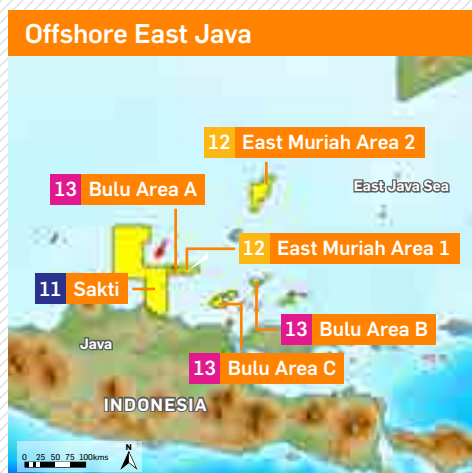 Offshore East Java
12 East Muriah Area 2
13 Bulu Area A
East Java Sea
12 East Muriah Area 1
11 Sakti
13 Bulu Area B
Java
13 Bulu Area C
INDONESIA
0 25 50 75 100kms
N